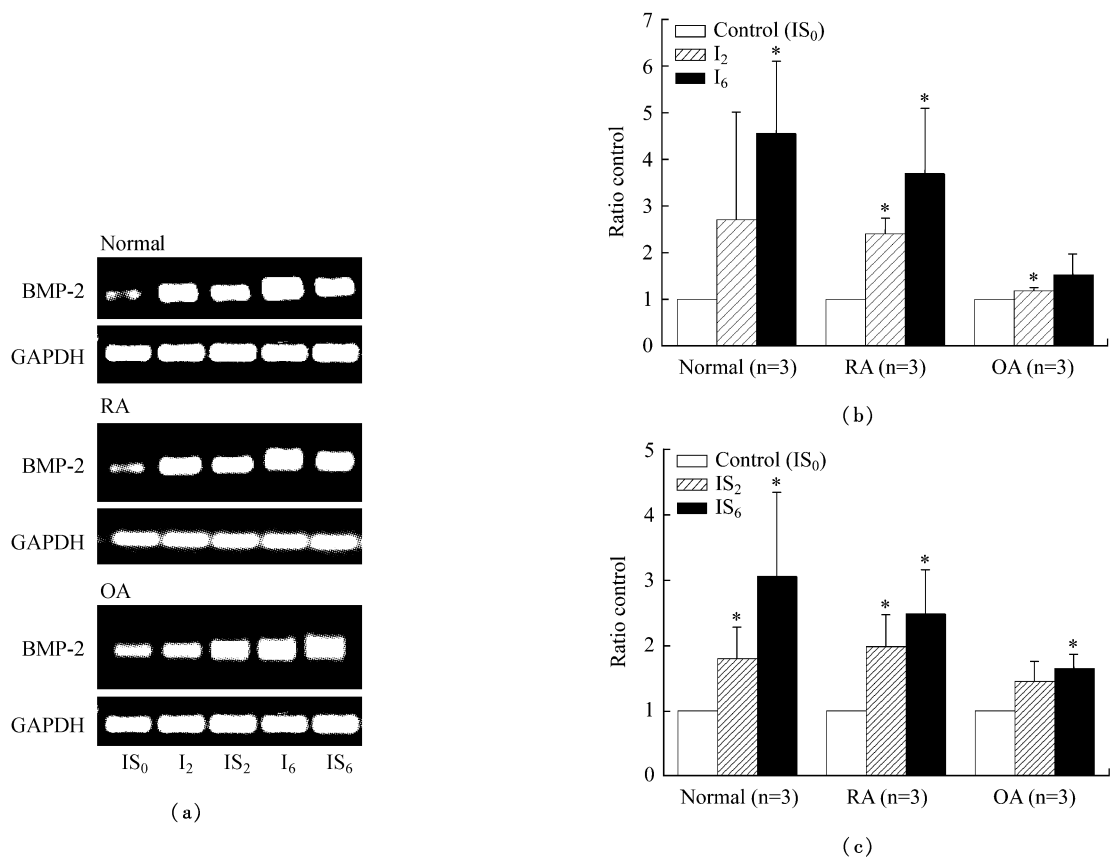 Normal
BMP-2
GAPDH
RA
BMP-2
GAPDH
OA
BMP-2
GAPDH
IS₀ I₂ IS₂ I₆ IS₆
(a)
7
6
5
4
3
2
1
0
Ratio control
Control (IS₀)
I₂
I₆
*
*
*
*
Normal (n=3) RA (n=3) OA (n=3)
(b)
5
4
3
2
1
0
Ratio control
Control (IS₀)
IS₂
IS₆
*
*
*
*
*
Normal (n=3) RA (n=3) OA (n=3)
(c)